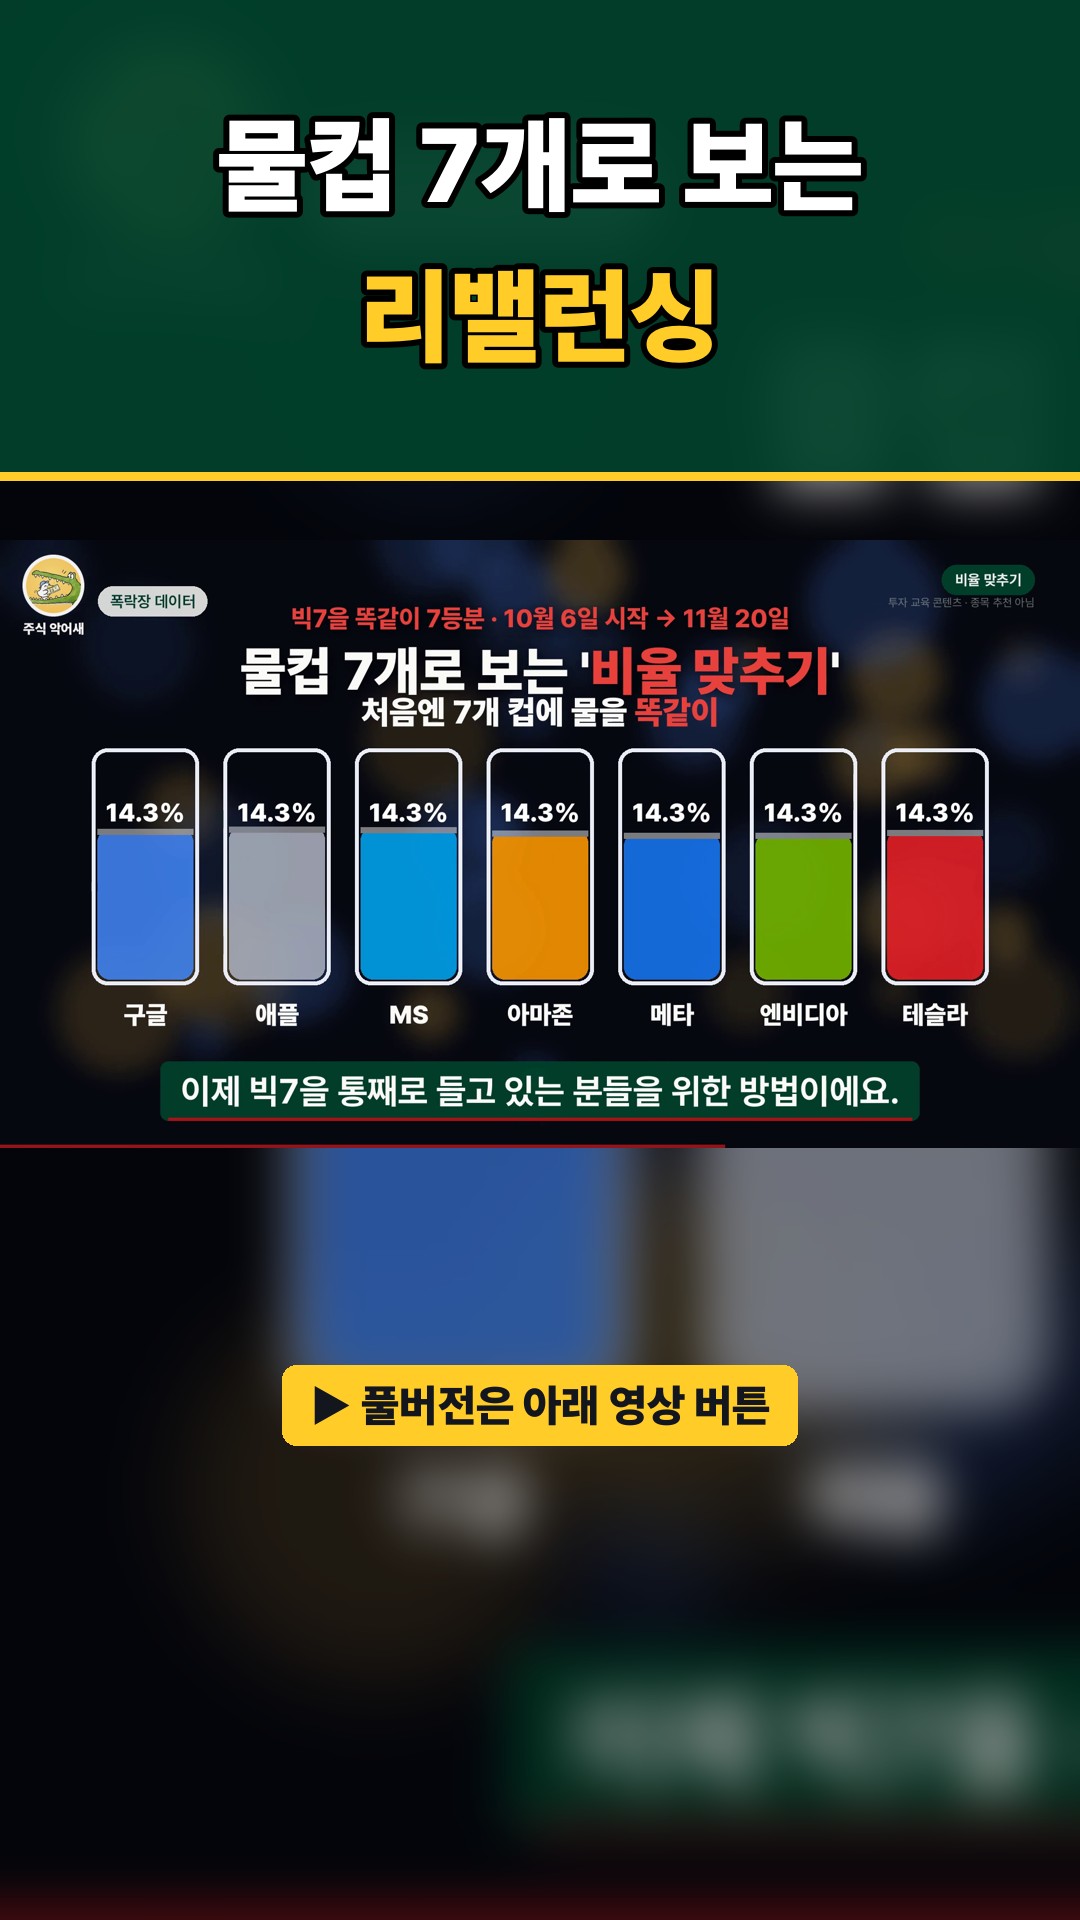 물컵 7개로 보는
리밸런싱
주식 악어새
폭락장 데이터
비율 맞추기
투자 교육 콘텐츠 · 종목 추천 아님
빅7을 똑같이 7등분 · 10월 6일 시작 → 11월 20일
물컵 7개로 보는 '비율 맞추기'
처음엔 7개 컵에 물을 똑같이
14.3% 14.3% 14.3% 14.3% 14.3% 14.3% 14.3%
구글 애플 MS 아마존 메타 엔비디아 테슬라
이제 빅7을 통째로 들고 있는 분들을 위한 방법이에요.
▶ 풀버전은 아래 영상 버튼